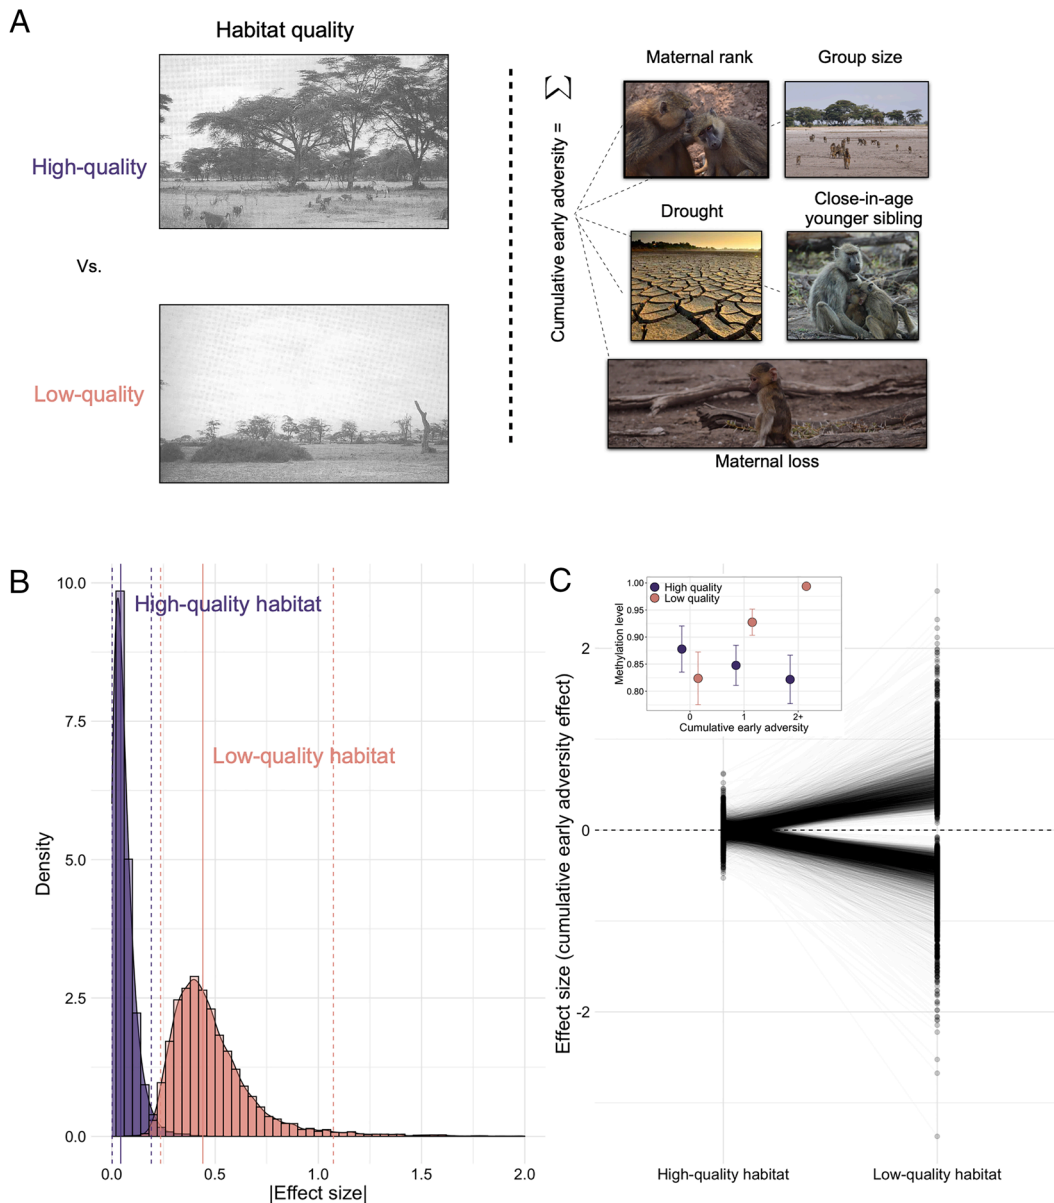 A
Habitat quality
High-quality
Vs.
Low-quality
Cumulative early adversity = Σ
Maternal rank
Group size
Drought
Close-in-age
younger sibling
Maternal loss
B
10.0
7.5
5.0
2.5
0.0
Density
High-quality habitat
Low-quality habitat
0.0 0.5 1.0 1.5 2.0
|Effect size|
C
Effect size (cumulative early adversity effect)
2
0
-2
High quality
Low quality
Methylation level
1.00
0.95
0.90
0.85
0.80
0 1 2+
Cumulative early adversity
High-quality habitat
Low-quality habitat